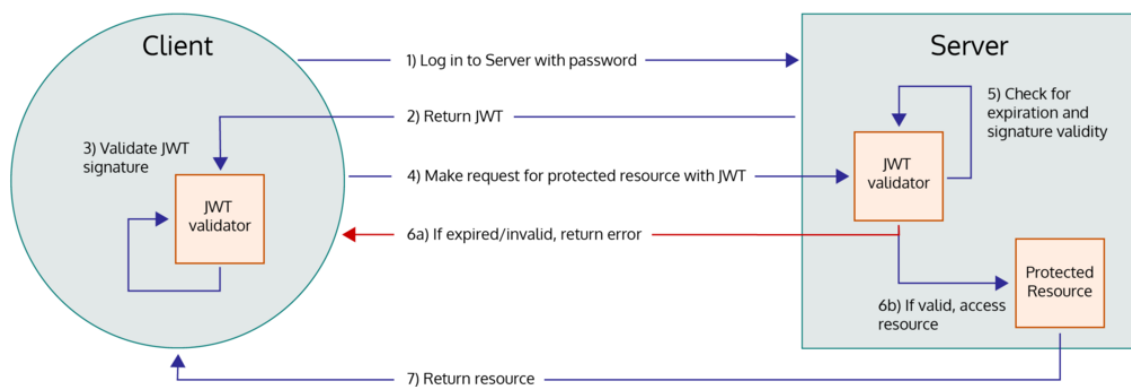 Client
Server
1) Log in to Server with password
2) Return JWT
3) Validate JWT
signature
JWT
validator
4) Make request for protected resource with JWT
5) Check for
expiration and
signature validity
JWT
validator
6a) If expired/invalid, return error
6b) If valid, access
resource
Protected
Resource
7) Return resource